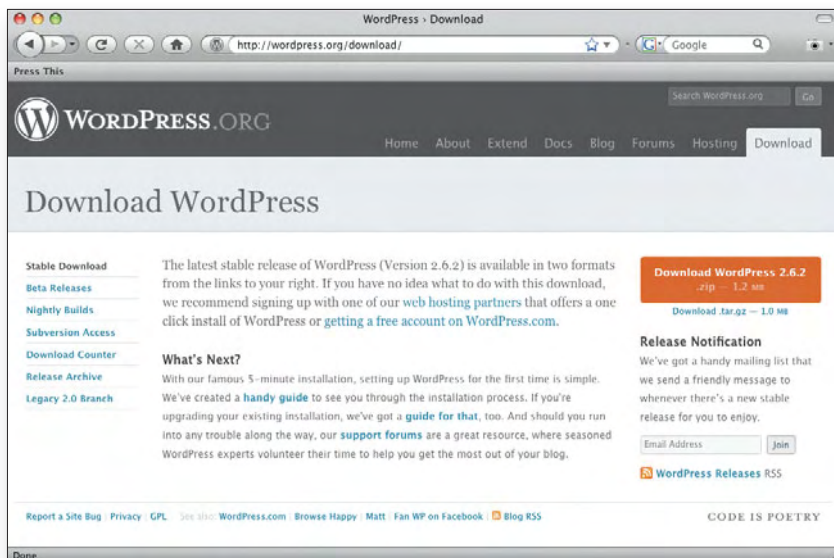 WordPress › Download
http://wordpress.org/download/
Google
Press This
WORDPRESS.ORG
Search WordPress.org
Go
Home About Extend Docs Blog Forums Hosting Download
Download WordPress
Stable Download
Beta Releases
Nightly Builds
Subversion Access
Download Counter
Release Archive
Legacy 2.0 Branch
The latest stable release of WordPress (Version 2.6.2) is available in two formats
from the links to your right. If you have no idea what to do with this download,
we recommend signing up with one of our web hosting partners that offers a one
click install of WordPress or getting a free account on WordPress.com.
What's Next?
With our famous 5-minute installation, setting up WordPress for the first time is simple.
We've created a handy guide to see you through the installation process. If you're
upgrading your existing installation, we've got a guide for that, too. And should you run
into any trouble along the way, our support forums are a great resource, where seasoned
WordPress experts volunteer their time to help you get the most out of your blog.
Download WordPress 2.6.2
.zip — 1.2 MB
Download .tar.gz — 1.0 MB
Release Notification
We've got a handy mailing list that
we send a friendly message to
whenever there's a new stable
release for you to enjoy.
Email Address
Join
WordPress Releases RSS
Report a Site Bug | Privacy | GPL See also: WordPress.com | Browse Happy | Matt | Fan WP on Facebook | Blog RSS
CODE IS POETRY
Done